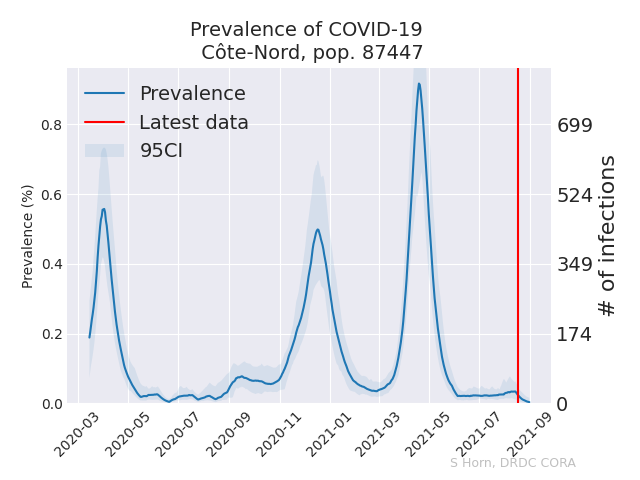 Prevalence of COVID-19
Côte-Nord, pop. 87447
Prevalence
Latest data
95CI
Prevalence (%)
0.8
0.6
0.4
0.2
0.0
699
524
349
174
0
# of infections
2020-03
2020-05
2020-07
2020-09
2020-11
2021-01
2021-03
2021-05
2021-07
2021-09
S Horn, DRDC CORA